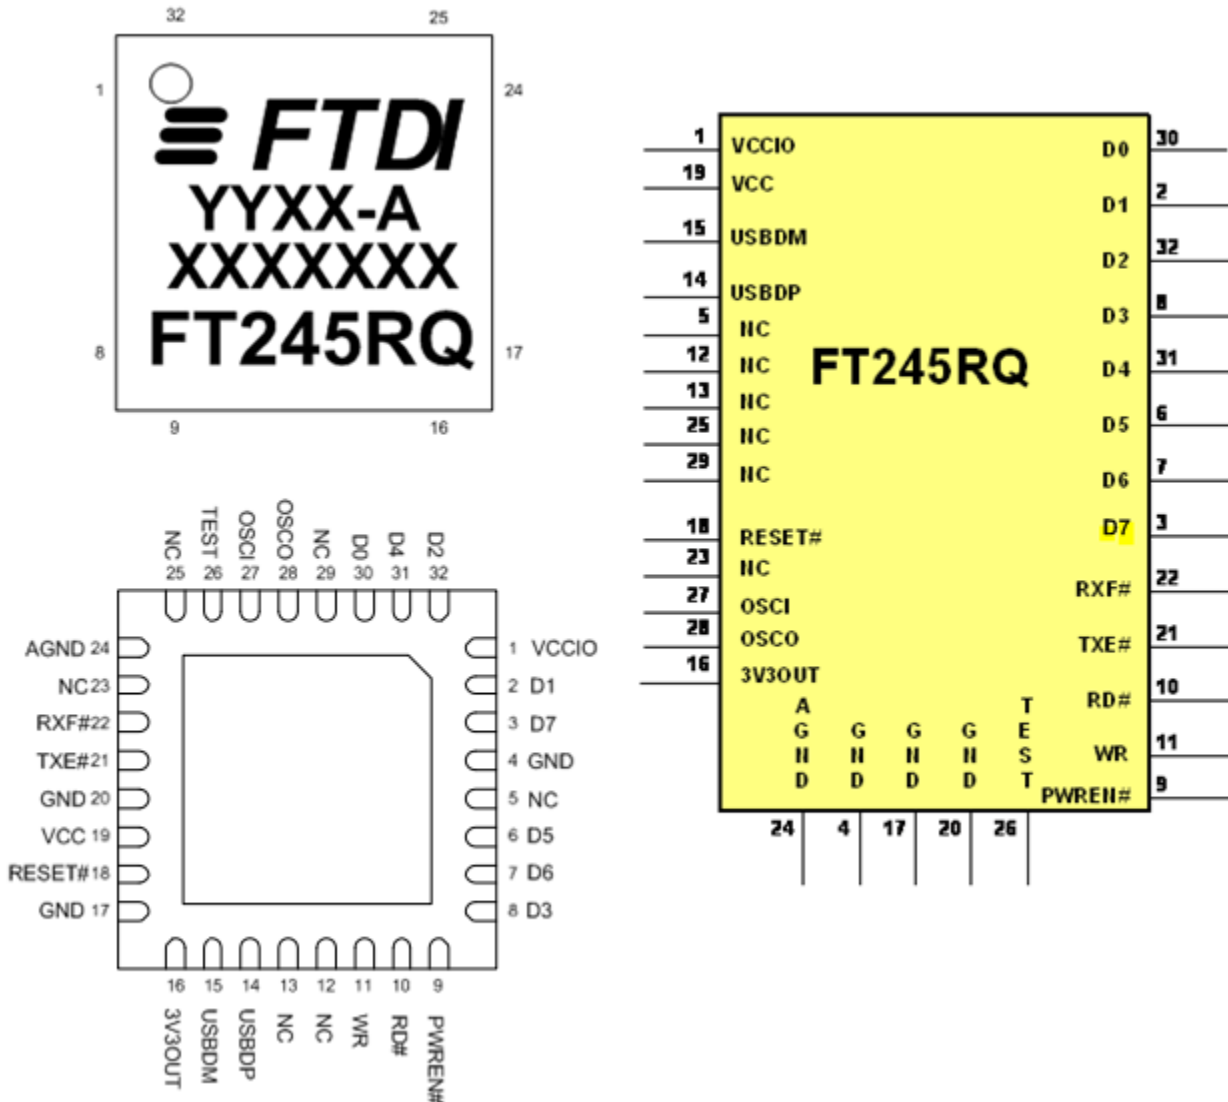 32 25
1 24
FTDI
YYXX-A
XXXXXXX
FT245RQ
8 17
9 16
NC 25
TEST 26
OSCI 27
OSCO 28
NC 29
D0 30
D4 31
D2 32
AGND 24
NC 23
RXF# 22
TXE# 21
GND 20
VCC 19
RESET# 18
GND 17
1 VCCIO
2 D1
3 D7
4 GND
5 NC
6 D5
7 D6
8 D3
16 3V3OUT
15 USBDM
14 USBDP
13 NC
12 NC
11 WR
10 RD#
9 PWREN#
1 VCCIO
19 VCC
15 USBDM
14 USBDP
5 NC
12 NC
13 NC
25 NC
29 NC
18 RESET#
23 NC
27 OSCI
28 OSCO
16 3V3OUT
FT245RQ
D0 30
D1 2
D2 32
D3 8
D4 31
D5 6
D6 7
D7 3
RXF# 22
TXE# 21
RD# 10
WR 11
PWREN# 9
AGND 24
GND 4
GND 17
GND 20
TEST 26